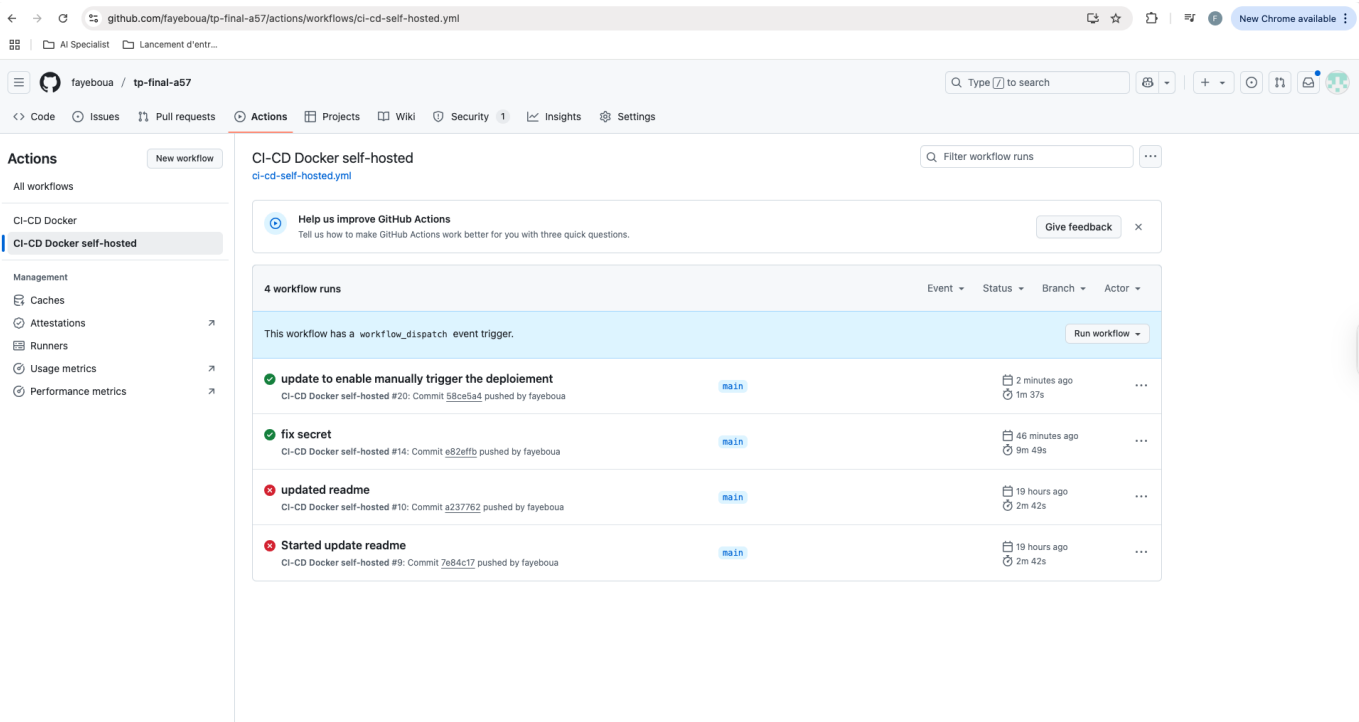 github.com/fayeboua/tp-final-a57/actions/workflows/ci-cd-self-hosted.yml
F
New Chrome available
AI Specialist
Lancement d'entr...
fayeboua / tp-final-a57
Type / to search
Code
Issues
Pull requests
Actions
Projects
Wiki
Security 1
Insights
Settings
Actions
New workflow
All workflows
CI-CD Docker
CI-CD Docker self-hosted
Management
Caches
Attestations
Runners
Usage metrics
Performance metrics
CI-CD Docker self-hosted
ci-cd-self-hosted.yml
Filter workflow runs
Help us improve GitHub Actions
Tell us how to make GitHub Actions work better for you with three quick questions.
Give feedback
4 workflow runs
Event
Status
Branch
Actor
This workflow has a workflow_dispatch event trigger.
Run workflow
update to enable manually trigger the deploiement
CI-CD Docker self-hosted #20: Commit 58ce5a4 pushed by fayeboua
main
2 minutes ago
1m 37s
fix secret
CI-CD Docker self-hosted #14: Commit e82effb pushed by fayeboua
main
46 minutes ago
9m 49s
updated readme
CI-CD Docker self-hosted #10: Commit a237762 pushed by fayeboua
main
19 hours ago
2m 42s
Started update readme
CI-CD Docker self-hosted #9: Commit 7e84c17 pushed by fayeboua
main
19 hours ago
2m 42s